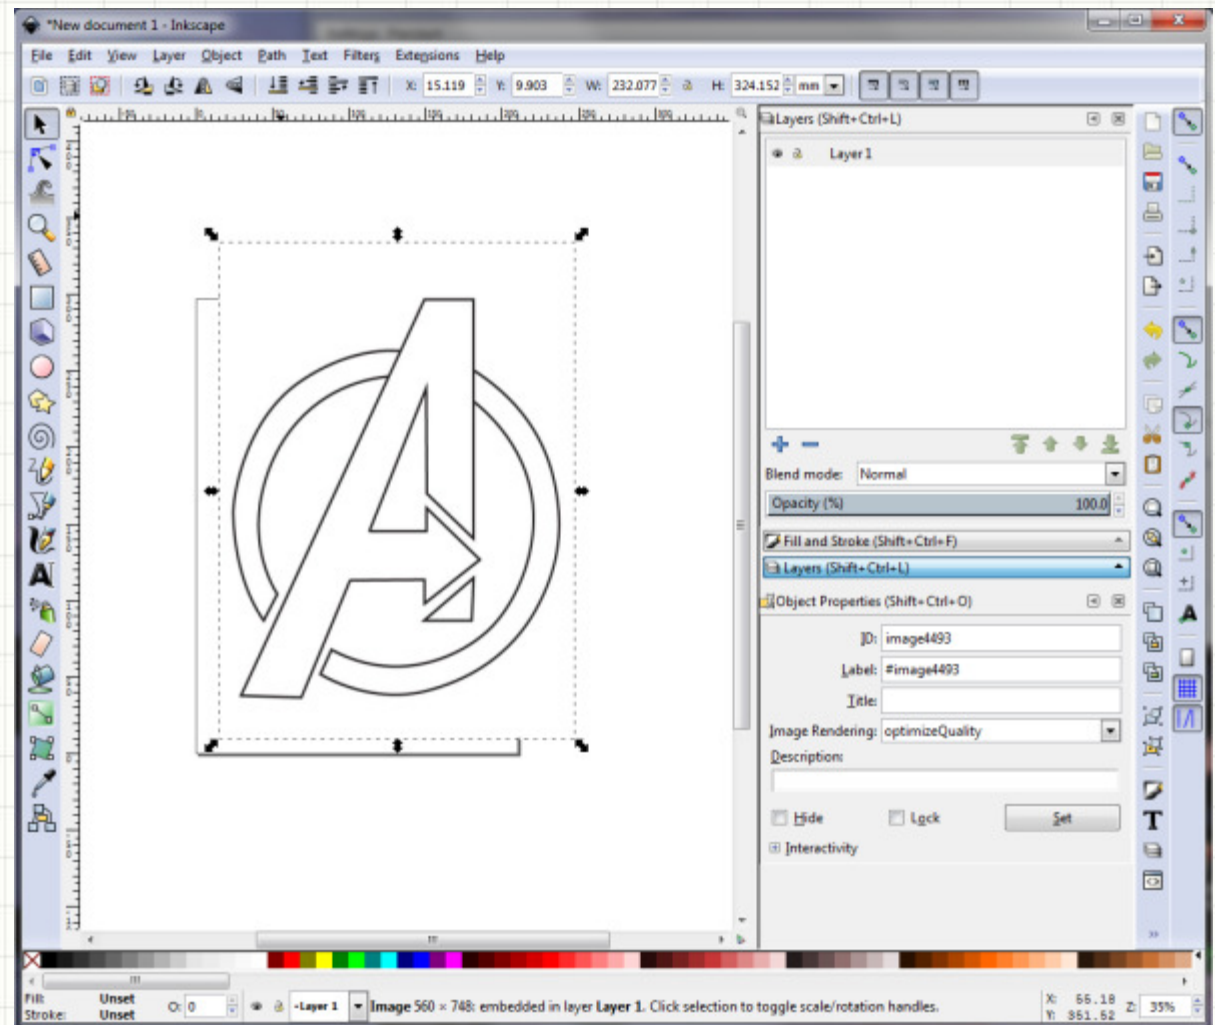 *New document 1 - Inkscape
File Edit View Layer Object Path Text Filters Extensions Help
X: 15.119 Y: 9.903 W: 232.077 H: 324.152 mm
Layers (Shift+Ctrl+L)
Layer 1
Blend mode: Normal
Opacity (%) 100.0
Fill and Stroke (Shift+Ctrl+F)
Layers (Shift+Ctrl+L)
Object Properties (Shift+Ctrl+O)
ID: image4493
Label: #image4493
Title:
Image Rendering: optimizeQuality
Description:
Hide Lock Set
Interactivity
Fill: Unset
Stroke: Unset
O: 0
-Layer 1
Image 560 × 748: embedded in layer Layer 1. Click selection to toggle scale/rotation handles.
X: 55.18
Y: 351.52
Z: 35%